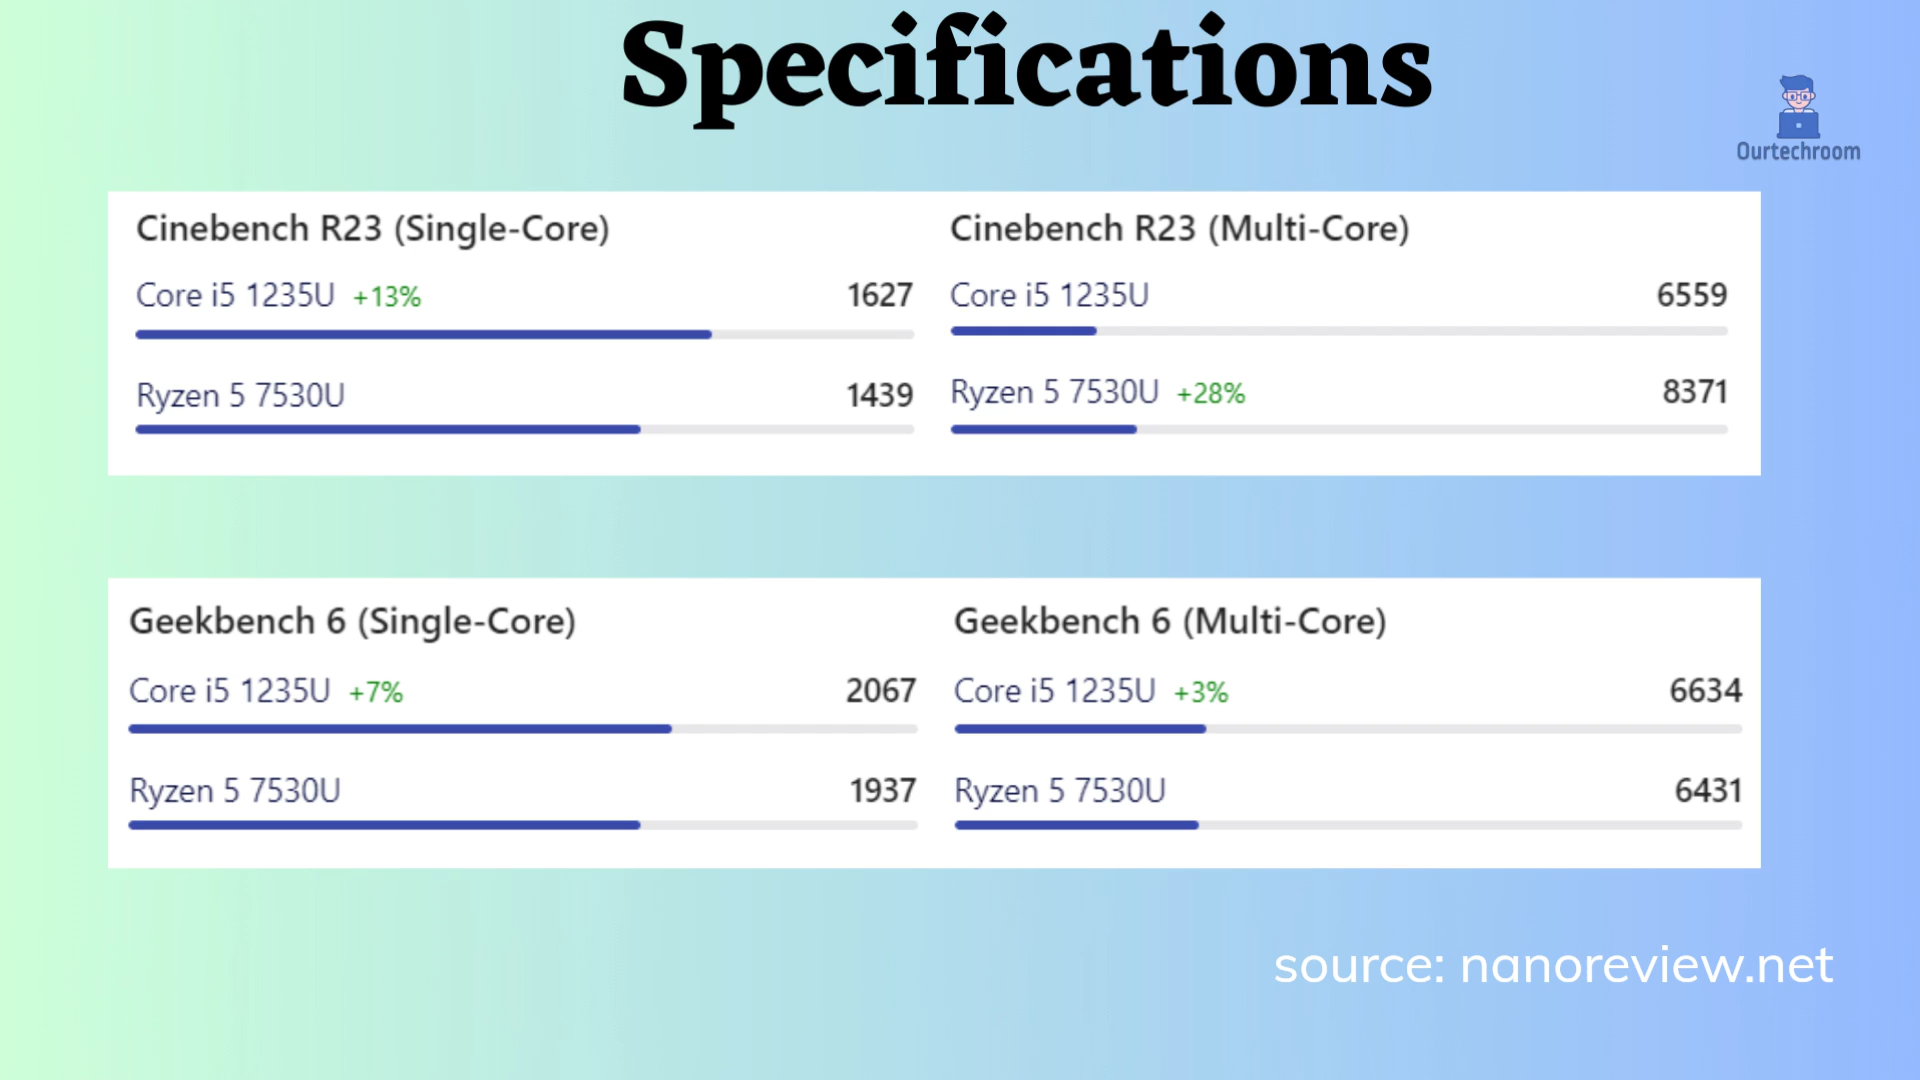 Specifications
Ourtechroom
Cinebench R23 (Single-Core)
Core i5 1235U +13% 1627
Ryzen 5 7530U 1439
Cinebench R23 (Multi-Core)
Core i5 1235U 6559
Ryzen 5 7530U +28% 8371
Geekbench 6 (Single-Core)
Core i5 1235U +7% 2067
Ryzen 5 7530U 1937
Geekbench 6 (Multi-Core)
Core i5 1235U +3% 6634
Ryzen 5 7530U 6431
source: nanoreview.net